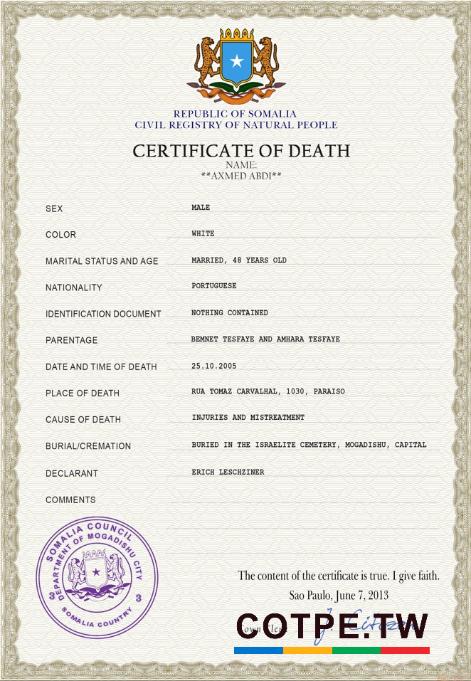 REPUBLIC OF SOMALIA
CIVIL REGISTRY OF NATURAL PEOPLE
CERTIFICATE OF DEATH
NAME:
**AXMED ABDI**
SEX MALE
COLOR WHITE
MARITAL STATUS AND AGE MARRIED, 48 YEARS OLD
NATIONALITY PORTUGUESE
IDENTIFICATION DOCUMENT NOTHING CONTAINED
PARENTAGE BEMNET TESFAYE AND AMHARA TESFAYE
DATE AND TIME OF DEATH 25.10.2005
PLACE OF DEATH RUA TOMAZ CARVALHAL, 1030, PARAISO
CAUSE OF DEATH INJURIES AND MISTREATMENT
BURIAL/CREMATION BURIED IN THE ISRAELITE CEMETERY, MOGADISHU, CAPITAL
DECLARANT ERICH LESCHZINER
COMMENTS
SOMALIA COUNCIL
DEPARTMENT OF MOGADISHU CITY
3 3
SOMALIA COUNTRY
The content of the certificate is true. I give faith.
Sao Paulo, June 7, 2013
J. Citizen
COTPE.TW